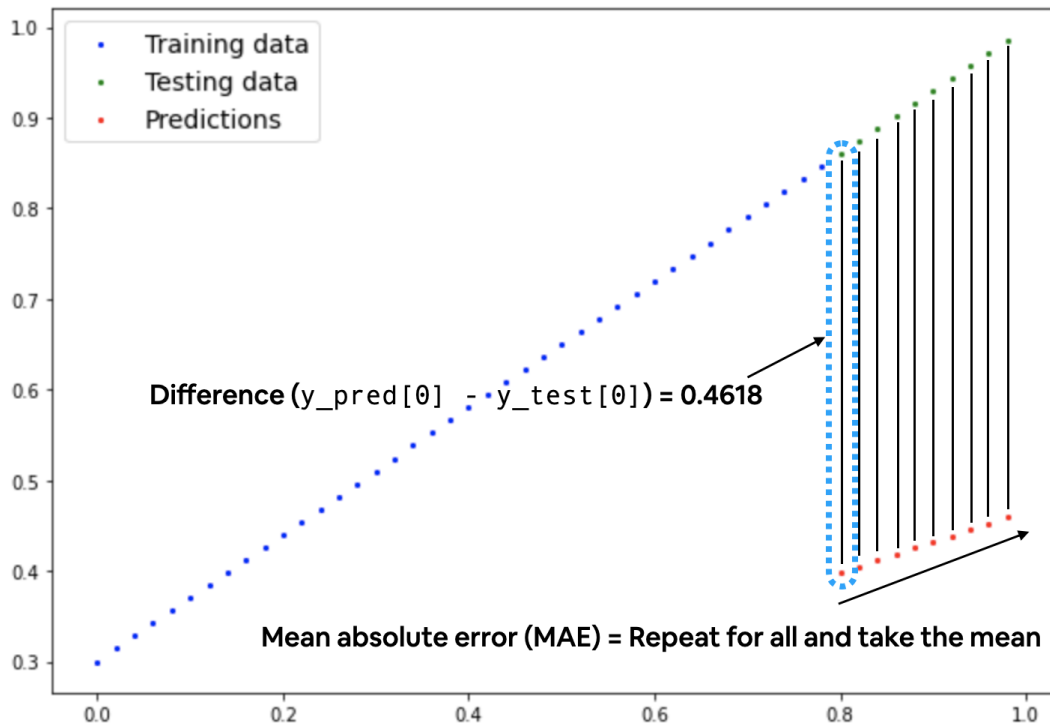 1.0
0.9
0.8
0.7
0.6
0.5
0.4
0.3
Training data
Testing data
Predictions
Difference (y_pred[0] - y_test[0]) = 0.4618
Mean absolute error (MAE) = Repeat for all and take the mean
0.0 0.2 0.4 0.6 0.8 1.0